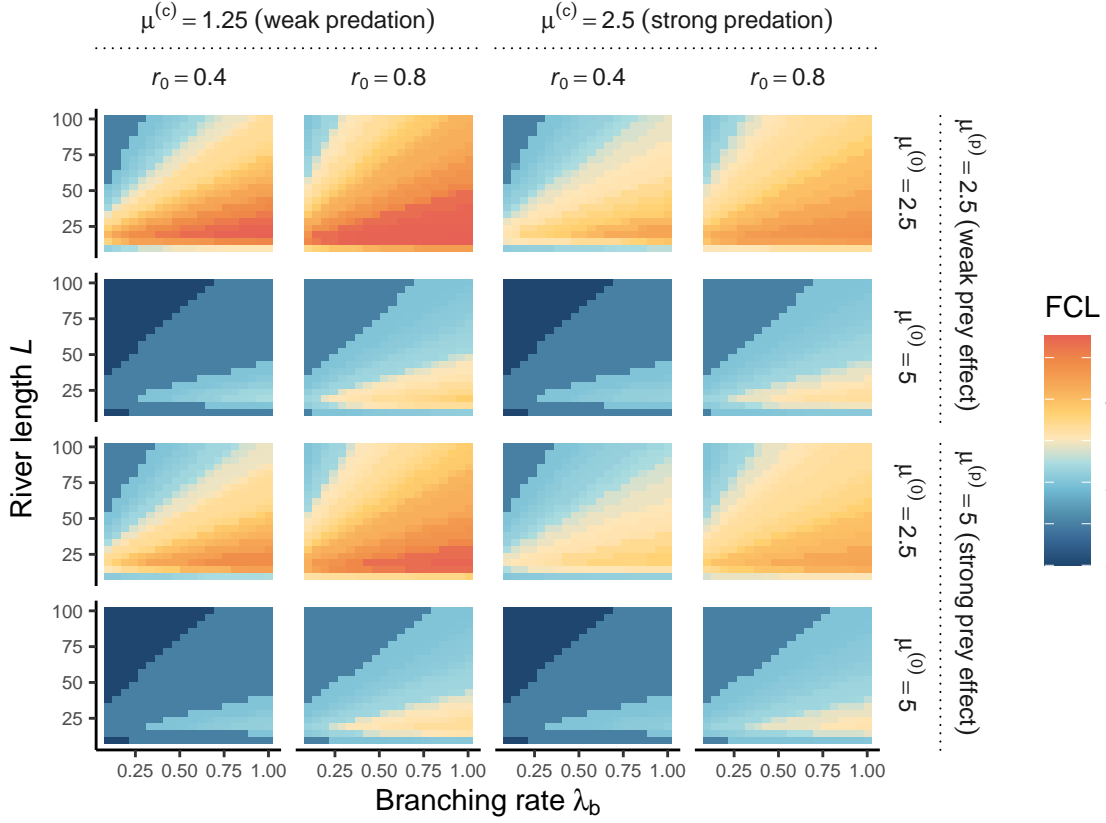 μ(c) = 1.25 (weak predation) μ(c) = 2.5 (strong predation)
r0 = 0.4 r0 = 0.8 r0 = 0.4 r0 = 0.8
100
75
50
25
μ(0) = 2.5
100
75
50
25
μ(0) = 5
μ(p) = 2.5 (weak prey effect)
100
75
50
25
μ(0) = 2.5
100
75
50
25
μ(0) = 5
μ(p) = 5 (strong prey effect)
0.25 0.50 0.75 1.00 0.25 0.50 0.75 1.00 0.25 0.50 0.75 1.00 0.25 0.50 0.75 1.00
Branching rate λb
River length L
FCL